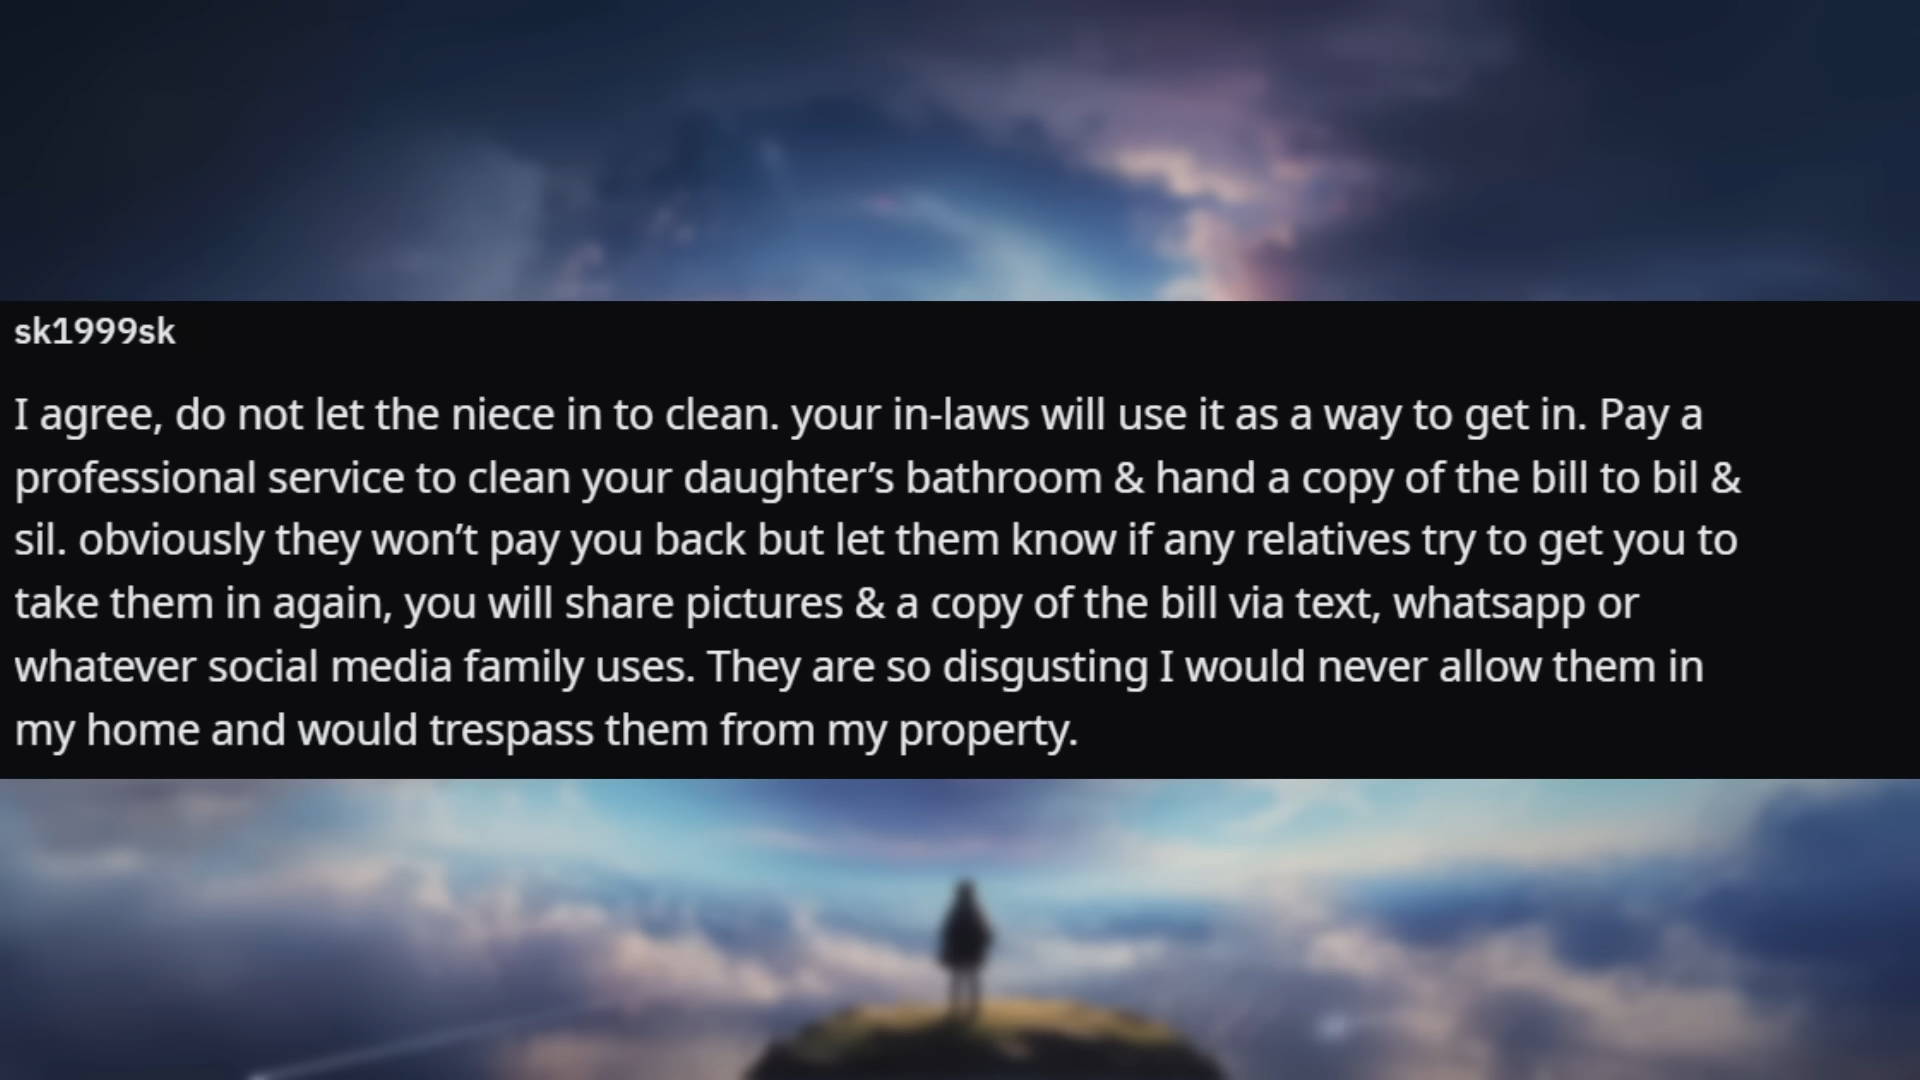 sk1999sk
I agree, do not let the niece in to clean. your in-laws will use it as a way to get in. Pay a
professional service to clean your daughter’s bathroom & hand a copy of the bill to bil &
sil. obviously they won’t pay you back but let them know if any relatives try to get you to
take them in again, you will share pictures & a copy of the bill via text, whatsapp or
whatever social media family uses. They are so disgusting I would never allow them in
my home and would trespass them from my property.